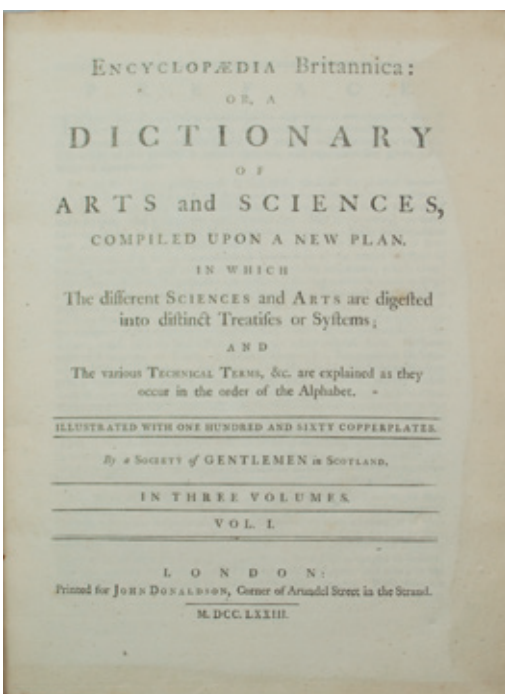 ENCYCLOPÆDIA Britannica:
OR, A
DICTIONARY
OF
ARTS and SCIENCES,
COMPILED UPON A NEW PLAN.
IN WHICH
The different SCIENCES and ARTS are digeſted
into diſtinct Treatiſes or Syſtems;
AND
The various TECHNICAL TERMS, &c. are explained as they
occur in the order of the Alphabet.
ILLUSTRATED WITH ONE HUNDRED AND SIXTY COPPERPLATES.
By a SOCIETY of GENTLEMEN in SCOTLAND.
IN THREE VOLUMES.
VOL. I.
LONDON:
Printed for JOHN DONALDSON, Corner of Arundel Street in the Strand.
M. DCC. LXXIII.